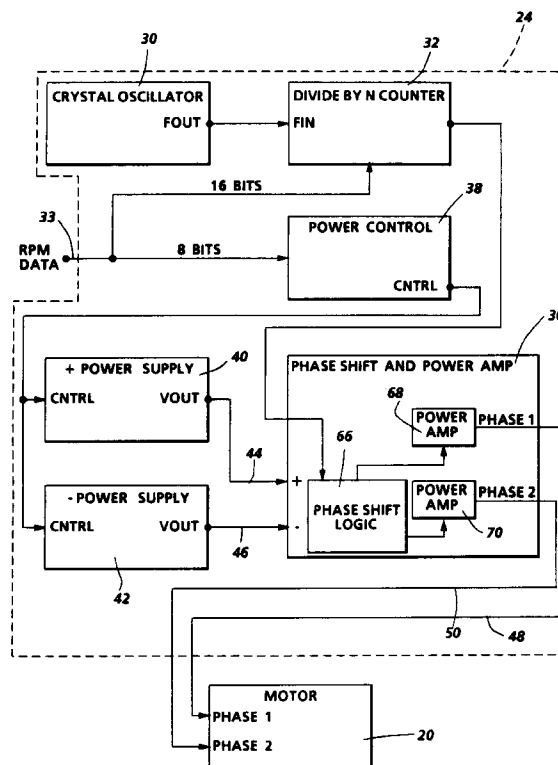 24
30
32
CRYSTAL OSCILLATOR
FOUT
DIVIDE BY N COUNTER
FIN
16 BITS
33
RPM
DATA
8 BITS
38
POWER CONTROL
CNTRL
+ POWER SUPPLY
40
CNTRL
VOUT
44
PHASE SHIFT AND POWER AMP
68
POWER
AMP
PHASE 1
66
+
-
PHASE SHIFT
LOGIC
POWER
AMP
PHASE 2
70
- POWER SUPPLY
CNTRL
VOUT
46
42
50
48
MOTOR
PHASE 1
PHASE 2
20